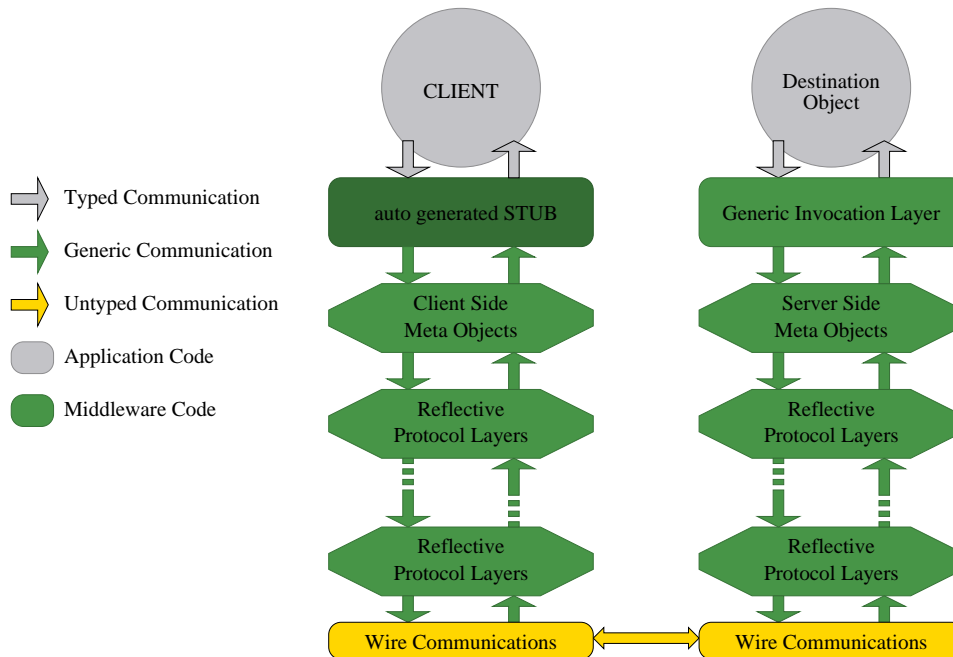 CLIENT
Destination
Object
Typed Communication
Generic Communication
Untyped Communication
Application Code
Middleware Code
auto generated STUB
Generic Invocation Layer
Client Side
Meta Objects
Server Side
Meta Objects
Reflective
Protocol Layers
Reflective
Protocol Layers
Reflective
Protocol Layers
Reflective
Protocol Layers
Wire Communications
Wire Communications